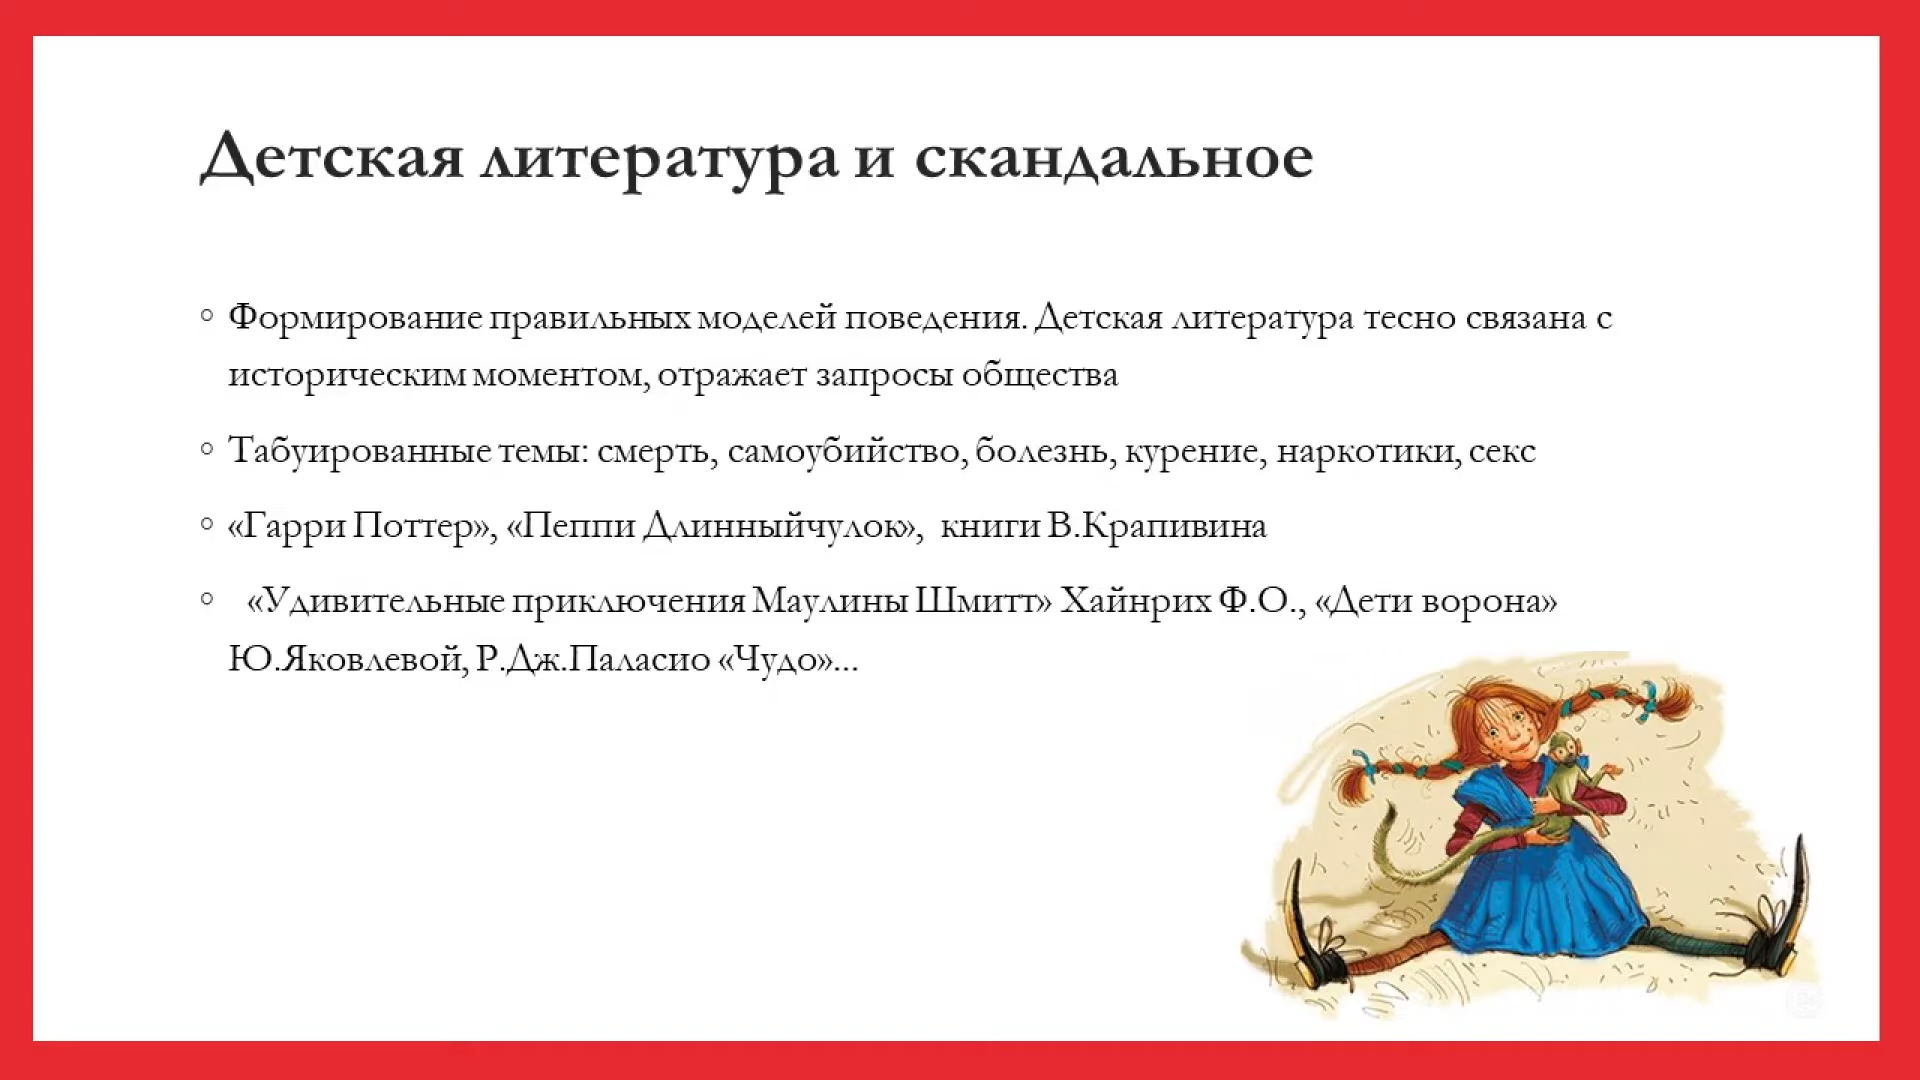 Детская литература и скандальное
Формирование правильных моделей поведения. Детская литература тесно связана с
историческим моментом, отражает запросы общества
Табуированные темы: смерть, самоубийство, болезнь, курение, наркотики, секс
«Гарри Поттер», «Пеппи Длинныйчулок», книги В.Крапивина
«Удивительные приключения Маулины Шмитт» Хайнрих Ф.О., «Дети ворона»
Ю.Яковлевой, Р.Дж.Паласио «Чудо»...